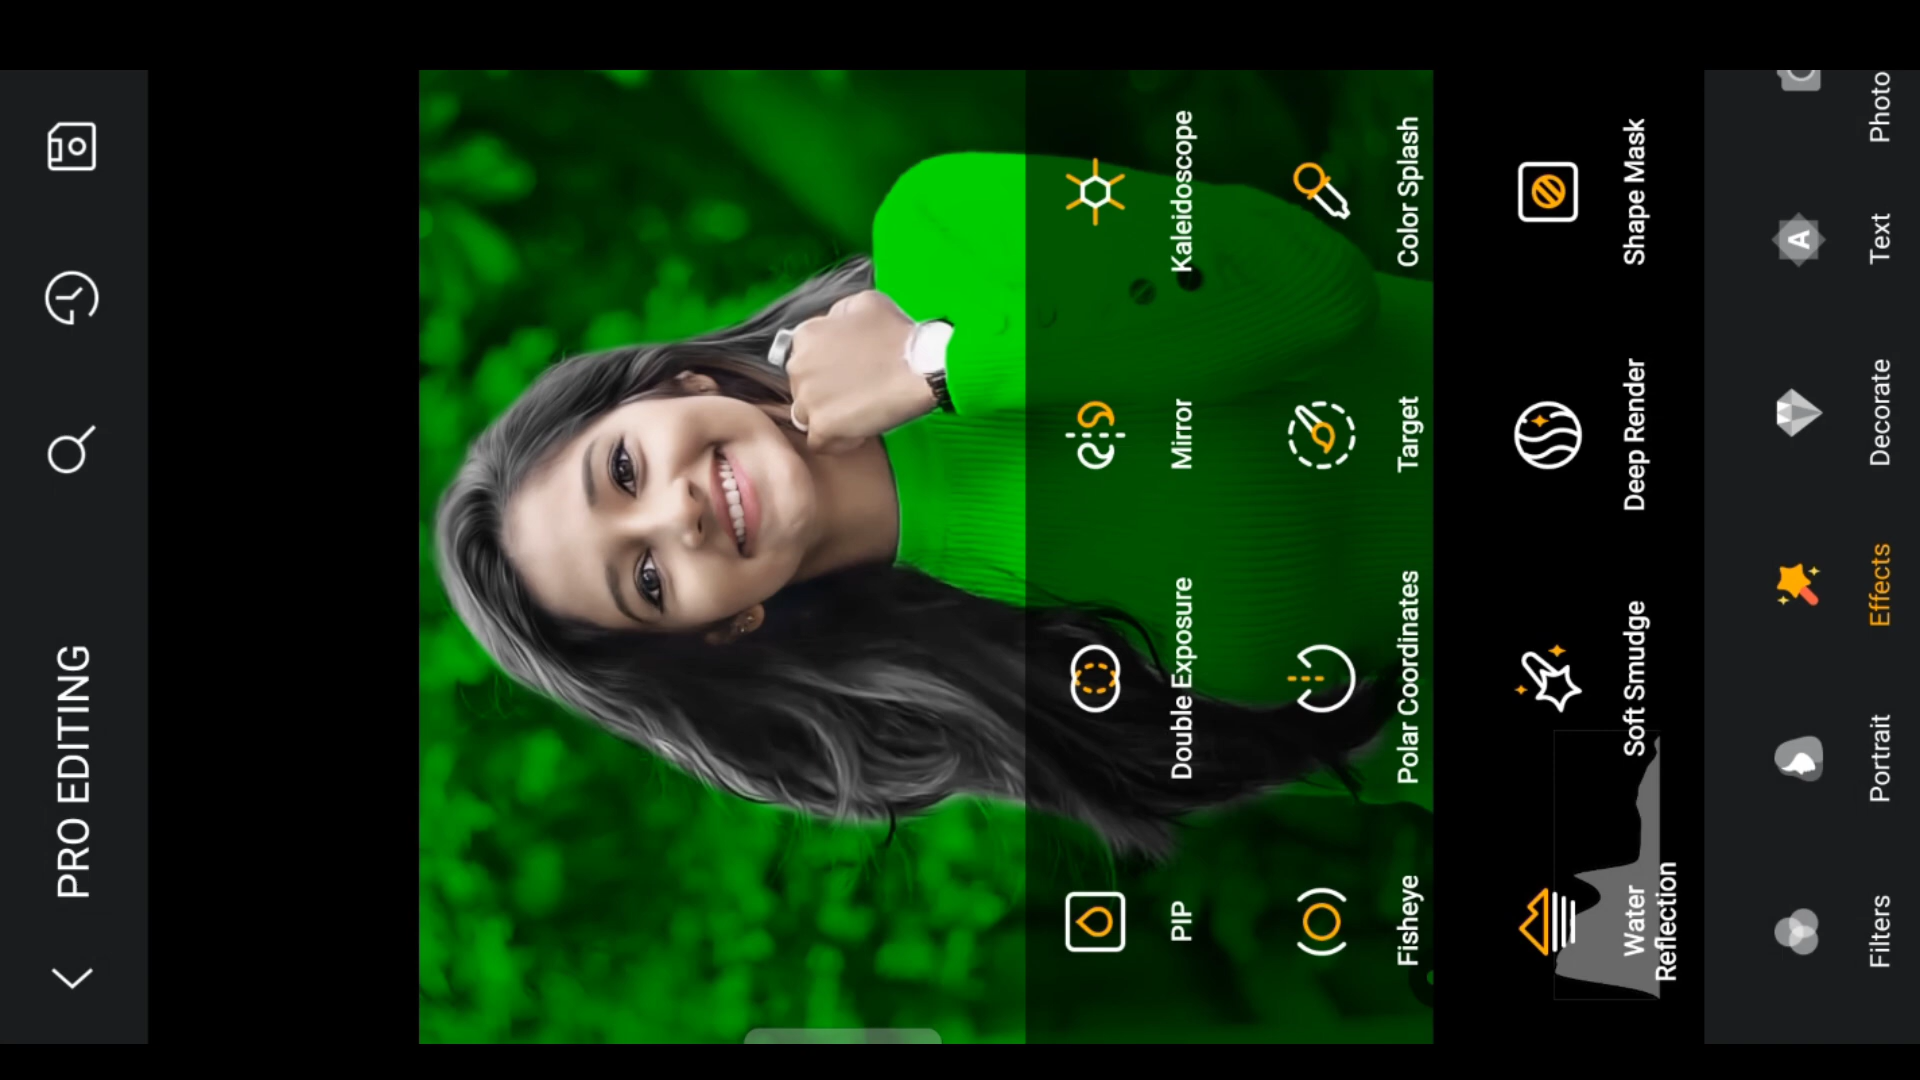 PRO EDITING
PIP
Double Exposure
Mirror
Kaleidoscope
Fisheye
Polar Coordinates
Target
Color Splash
Water
Reflection
Soft Smudge
Deep Render
Shape Mask
Filters
Portrait
Effects
Decorate
A
Text
Photo